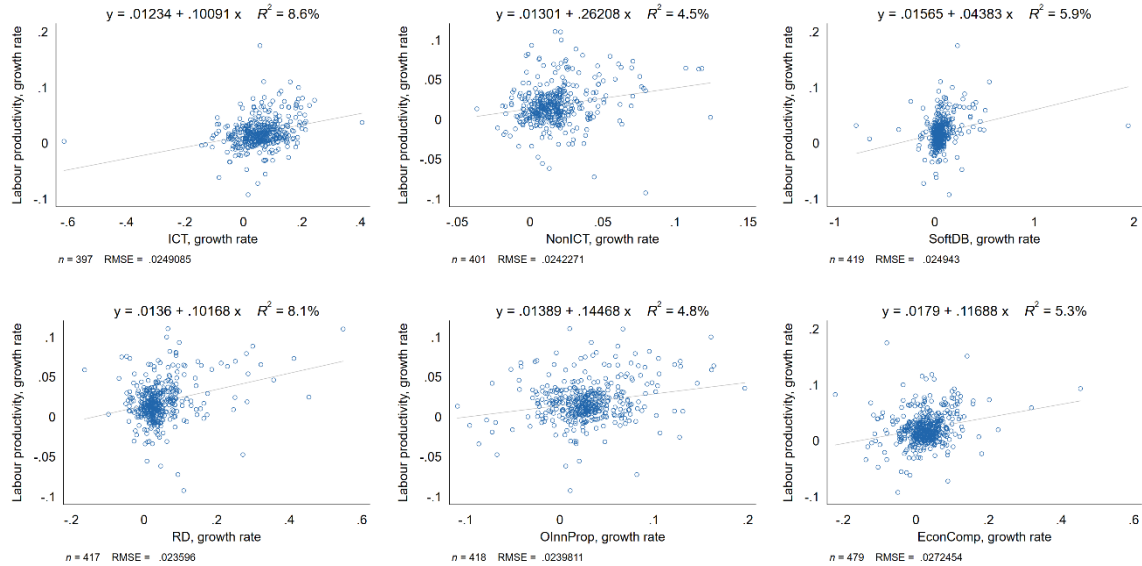 y = .01234 + .10091 x   R² = 8.6%
Labour productivity, growth rate
.2
.1
0
-.1
-.6
-.4
-.2
0
.2
.4
ICT, growth rate
n = 397   RMSE = .0249085
y = .01301 + .26208 x   R² = 4.5%
Labour productivity, growth rate
.1
.05
0
-.05
-.1
-.05
0
.05
.1
.15
NonICT, growth rate
n = 401   RMSE = .0242271
y = .01565 + .04383 x   R² = 5.9%
Labour productivity, growth rate
.2
.1
0
-.1
-1
0
1
2
SoftDB, growth rate
n = 419   RMSE = .024943
y = .0136 + .10168 x   R² = 8.1%
Labour productivity, growth rate
.1
.05
0
-.05
-.1
-.2
0
.2
.4
.6
RD, growth rate
n = 417   RMSE = .023596
y = .01389 + .14468 x   R² = 4.8%
Labour productivity, growth rate
.1
.05
0
-.05
-.1
-.1
0
.1
.2
OInnProp, growth rate
n = 418   RMSE = .0239811
y = .0179 + .11688 x   R² = 5.3%
Labour productivity, growth rate
.2
.1
0
-.1
-.2
0
.2
.4
.6
EconComp, growth rate
n = 479   RMSE = .0272454